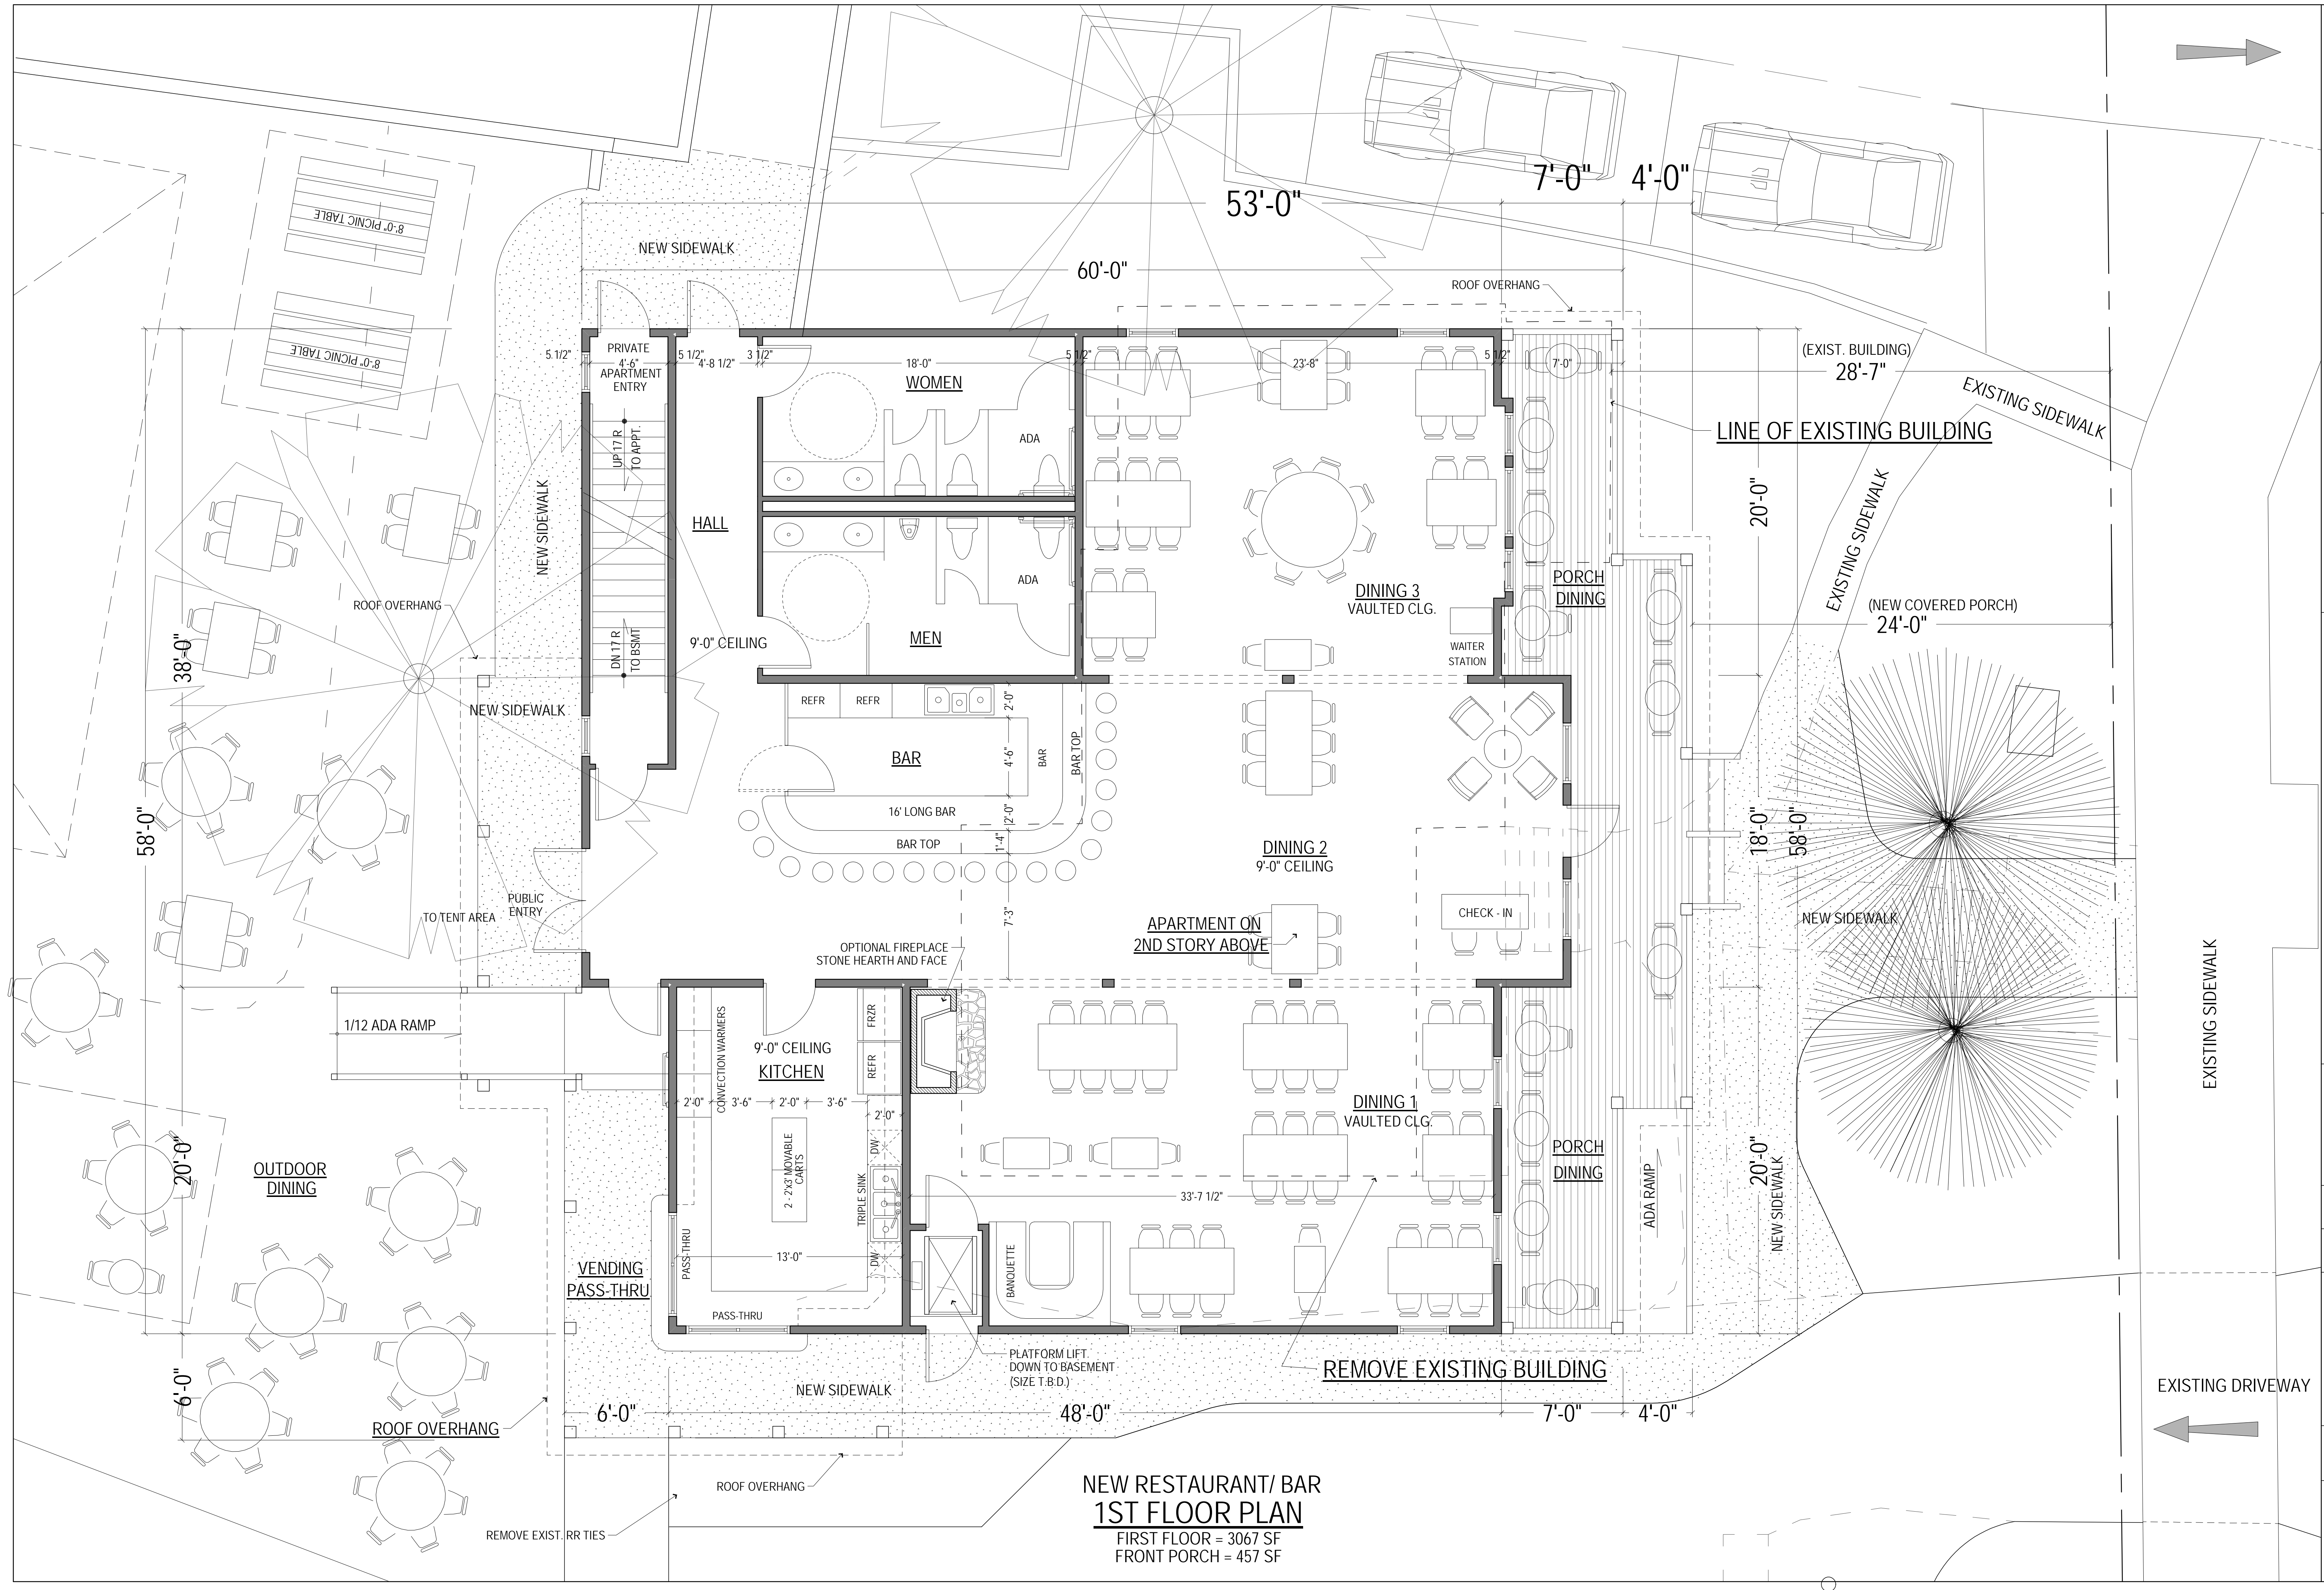 8'-0" PICNIC TABLE
8'-0" PICNIC TABLE
NEW SIDEWALK
53'-0"
7'-0"
4'-0"
60'-0"
ROOF OVERHANG
(EXIST. BUILDING)
28'-7"
EXISTING SIDEWALK
LINE OF EXISTING BUILDING
5 1/2"
PRIVATE
4'-6"
APARTMENT
ENTRY
5 1/2"
4'-8 1/2"
3 1/2"
18'-0"
WOMEN
5 1/2"
23'-8"
5 1/2"
7'-0"
UP 17 R
TO APPT.
ADA
NEW SIDEWALK
HALL
20'-0"
EXISTING SIDEWALK
ADA
DINING 3
VAULTED CLG.
PORCH
DINING
(NEW COVERED PORCH)
24'-0"
ROOF OVERHANG
DN 17 R
TO BSMT
9'-0" CEILING
MEN
WAITER
STATION
38'-0"
NEW SIDEWALK
REFR
REFR
2'-0"
BAR
4'-6"
BAR
BAR TOP
16' LONG BAR
2'-0"
BAR TOP
1'-4"
58'-0"
DINING 2
9'-0" CEILING
18'-0"
58'-0"
PUBLIC
ENTRY
TO TENT AREA
7'-3"
APARTMENT ON
2ND STORY ABOVE
CHECK - IN
NEW SIDEWALK
OPTIONAL FIREPLACE
STONE HEARTH AND FACE
EXISTING SIDEWALK
1/12 ADA RAMP
CONVECTION WARMERS
9'-0" CEILING
KITCHEN
FRZR
REFR
2'-0"
3'-6"
2'-0"
3'-6"
2'-0"
DINING 1
VAULTED CLG.
2 - 2'x3' MOVABLE
CARTS
DW
TRIPLE SINK
DW
PORCH
DINING
20'-0"
OUTDOOR
DINING
ADA RAMP
20'-0"
NEW SIDEWALK
33'-7 1/2"
13'-0"
PASS-THRU
VENDING
PASS-THRU
BANQUETTE
PASS-THRU
PLATFORM LIFT
DOWN TO BASEMENT
(SIZE T.B.D.)
REMOVE EXISTING BUILDING
NEW SIDEWALK
EXISTING DRIVEWAY
6'-0"
6'-0"
48'-0"
7'-0"
4'-0"
ROOF OVERHANG
ROOF OVERHANG
REMOVE EXIST. RR TIES
NEW RESTAURANT/ BAR
1ST FLOOR PLAN
FIRST FLOOR = 3067 SF
FRONT PORCH = 457 SF